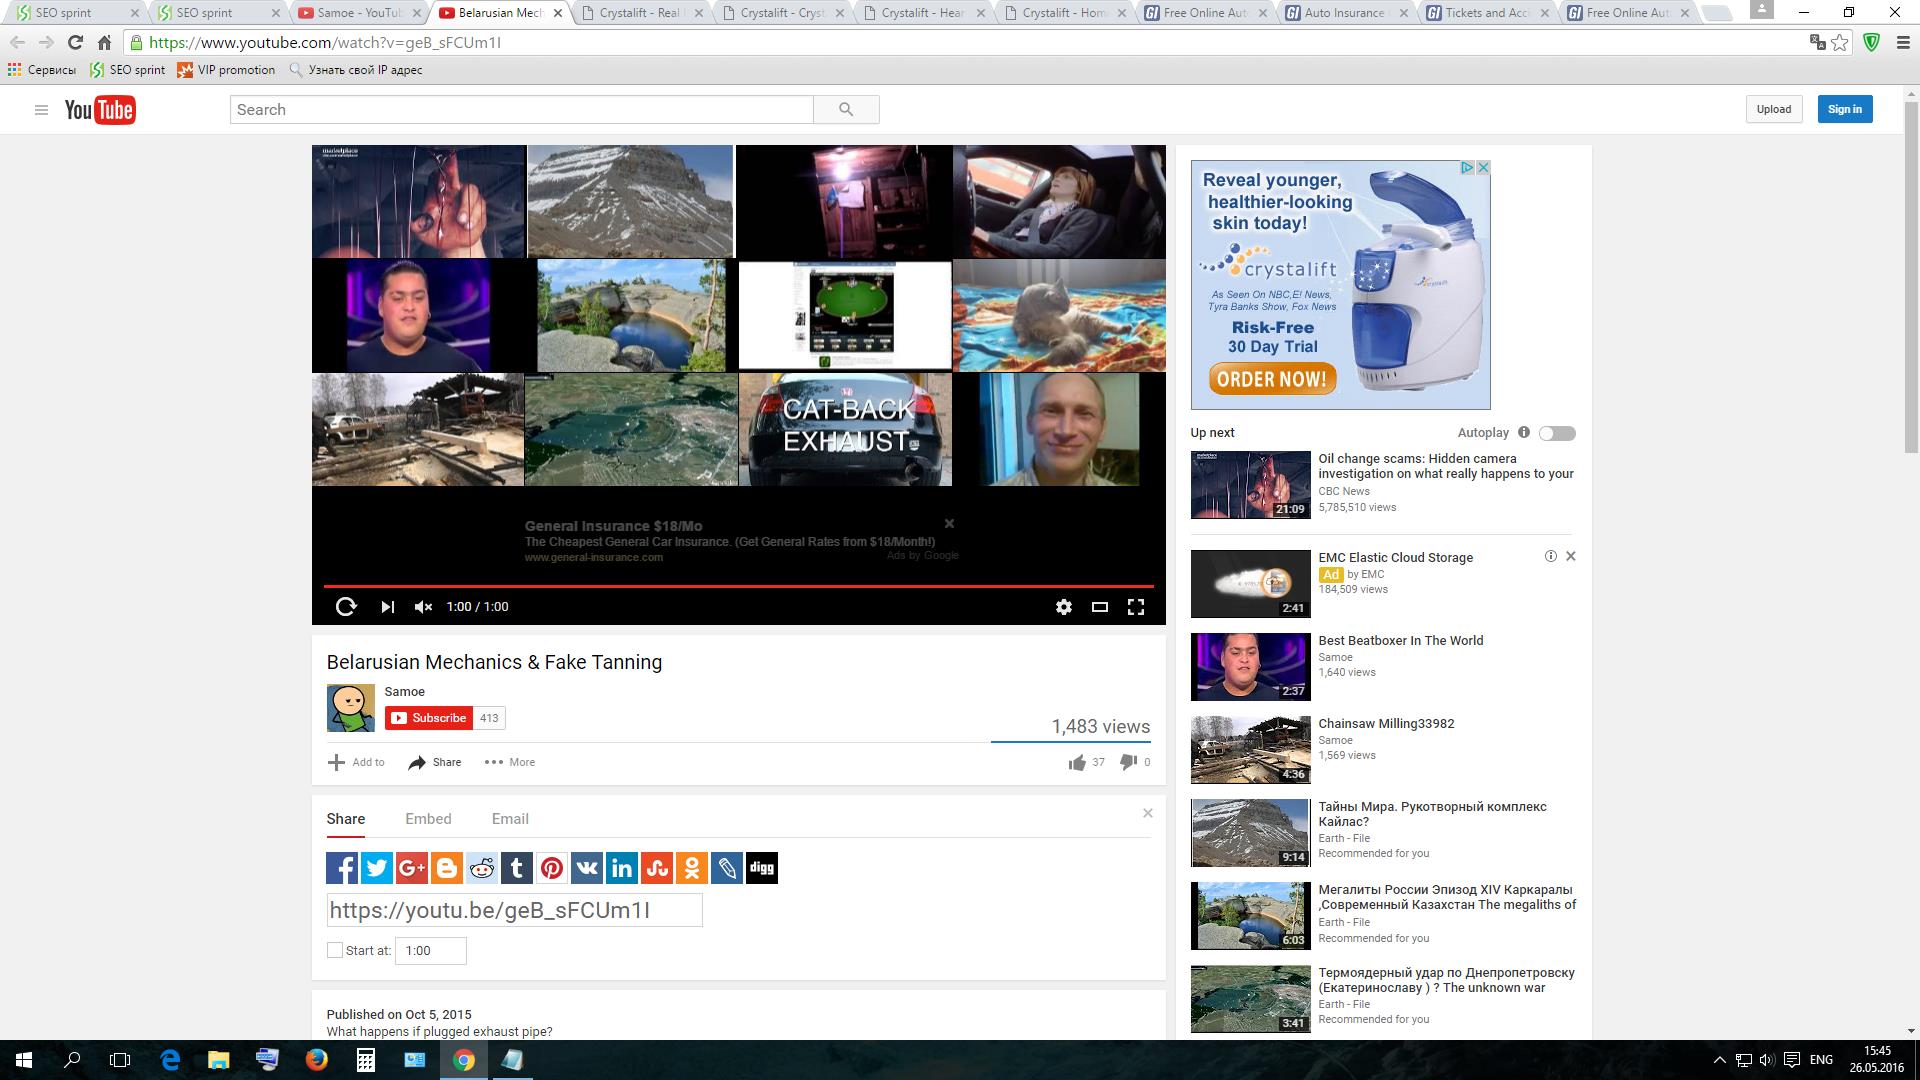 SEO sprint
SEO sprint
Samoe - YouTub
Belarusian Mech
Crystalift - Real
Crystalift - Cryst
Crystalift - Hear
Crystalift - Hom
Free Online Aut
Auto Insurance
Tickets and Acci
Free Online Aut
https://www.youtube.com/watch?v=geB_sFCUm1I
Сервисы
SEO sprint
VIP promotion
Узнать свой IP адрес
YouTube
Search
Upload
Sign in
marketplace
CAT-BACK
EXHAUST
General Insurance $18/Mo
The Cheapest General Car Insurance. (Get General Rates from $18/Month!)
www.general-insurance.com
Ads by Google
1:00 / 1:00
Belarusian Mechanics & Fake Tanning
Samoe
Subscribe 413
1,483 views
Add to
Share
More
37
0
Share
Embed
Email
digg
https://youtu.be/geB_sFCUm1I
Start at: 1:00
Published on Oct 5, 2015
What happens if plugged exhaust pipe?
Reveal younger,
healthier-looking
skin today!
crystalift
As Seen On NBC,E! News,
Tyra Banks Show, Fox News
Risk-Free
30 Day Trial
ORDER NOW!
Up next
Autoplay
21:09
Oil change scams: Hidden camera
investigation on what really happens to your
CBC News
5,785,510 views
2:41
EMC Elastic Cloud Storage
Ad by EMC
184,509 views
2:37
Best Beatboxer In The World
Samoe
1,640 views
4:36
Chainsaw Milling33982
Samoe
1,569 views
9:14
Тайны Мира. Рукотворный комплекс
Кайлас?
Earth - File
Recommended for you
6:03
Мегалиты России Эпизод XIV Каркаралы
,Современный Казахстан The megaliths of
Earth - File
Recommended for you
3:41
Термоядерный удар по Днепропетровску
(Екатеринославу ) ? The unknown war
Earth - File
Recommended for you
ENG
15:45
26.05.2016